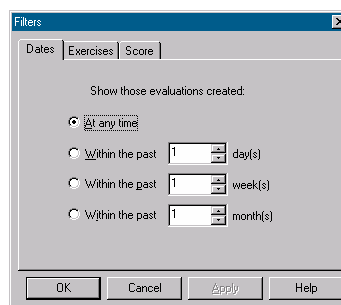 Filters
Dates Exercises Score
Show those evaluations created:
At any time
Within the past 1 day(s)
Within the past 1 week(s)
Within the past 1 month(s)
OK Cancel Apply Help